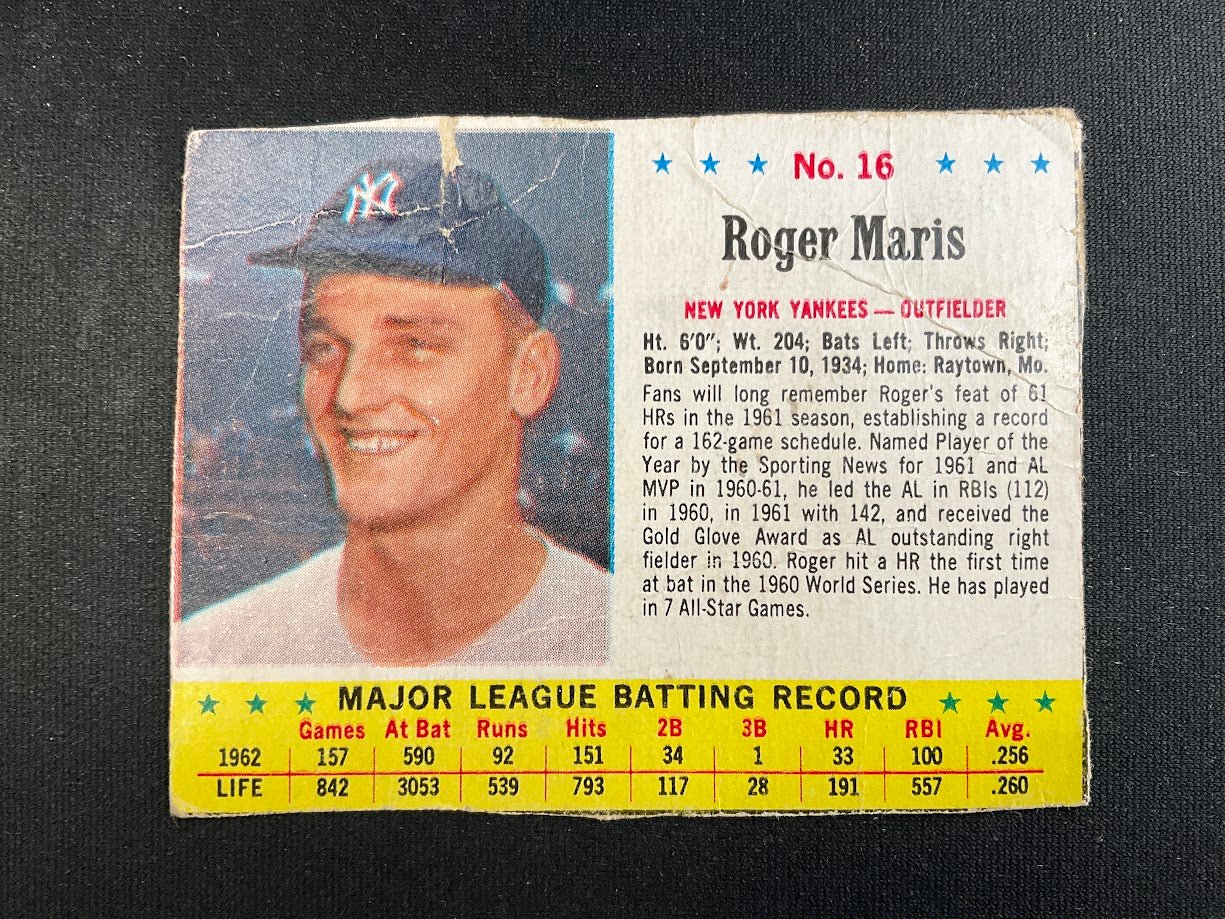 NY
No. 16
Roger Maris
NEW YORK YANKEES — OUTFIELDER
Ht. 6'0"; Wt. 204; Bats Left; Throws Right;
Born September 10, 1934; Home: Raytown, Mo.
Fans will long remember Roger's feat of 61
HRs in the 1961 season, establishing a record
for a 162-game schedule. Named Player of the
Year by the Sporting News for 1961 and AL
MVP in 1960-61, he led the AL in RBIs (112)
in 1960, in 1961 with 142, and received the
Gold Glove Award as AL outstanding right
fielder in 1960. Roger hit a HR the first time
at bat in the 1960 World Series. He has played
in 7 All-Star Games.
MAJOR LEAGUE BATTING RECORD
Games At Bat Runs Hits 2B 3B HR RBI Avg.
1962 157 590 92 151 34 1 33 100 .256
LIFE 842 3053 539 793 117 28 191 557 .260